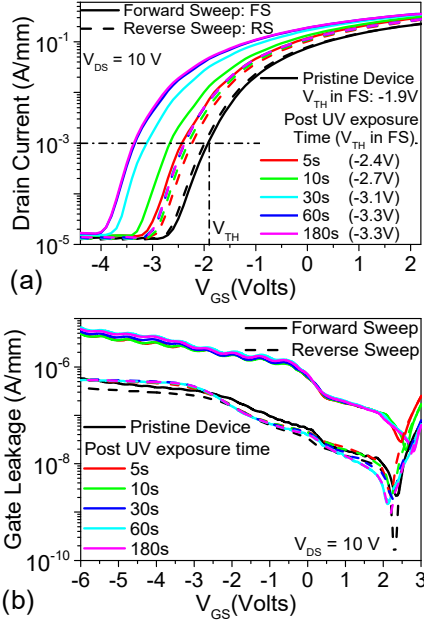 Forward Sweep: FS
Reverse Sweep: RS
V_DS = 10 V
Pristine Device
V_TH in FS: -1.9V
Post UV exposure
Time (V_TH in FS)
5s (-2.4V)
10s (-2.7V)
30s (-3.1V)
60s (-3.3V)
180s (-3.3V)
V_TH
10^-1
10^-3
10^-5
Drain Current (A/mm)
-4 -3 -2 -1 0 1 2
V_GS(Volts)
(a)
Forward Sweep
Reverse Sweep
10^-6
10^-8
10^-10
Gate Leakage (A/mm)
Pristine Device
Post UV exposure time
5s
10s
30s
60s
180s
V_DS = 10 V
-6 -5 -4 -3 -2 -1 0 1 2 3
V_GS(Volts)
(b)